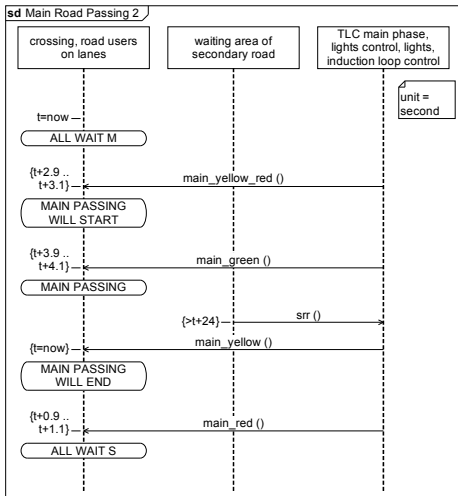 sd Main Road Passing 2
crossing, road users
on lanes
waiting area of
secondary road
TLC main phase,
lights control, lights,
induction loop control
unit =
second
t=now
ALL WAIT M
{t+2.9 ..
t+3.1}
main_yellow_red ()
MAIN PASSING
WILL START
{t+3.9 ..
t+4.1}
main_green ()
MAIN PASSING
{>t+24}
srr ()
{t=now}
main_yellow ()
MAIN PASSING
WILL END
{t+0.9 ..
t+1.1}
main_red ()
ALL WAIT S